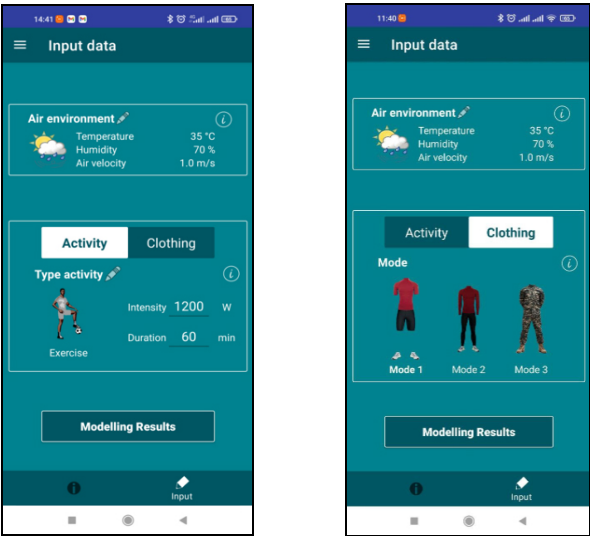 14:41
Input data
Air environment
Temperature 35 °C
Humidity 70 %
Air velocity 1.0 m/s
Activity Clothing
Type activity
Intensity 1200 W
Duration 60 min
Exercise
Modelling Results
Input
11:40
Input data
Air environment
Temperature 35 °C
Humidity 70 %
Air velocity 1.0 m/s
Activity Clothing
Mode
Mode 1 Mode 2 Mode 3
Modelling Results
Input